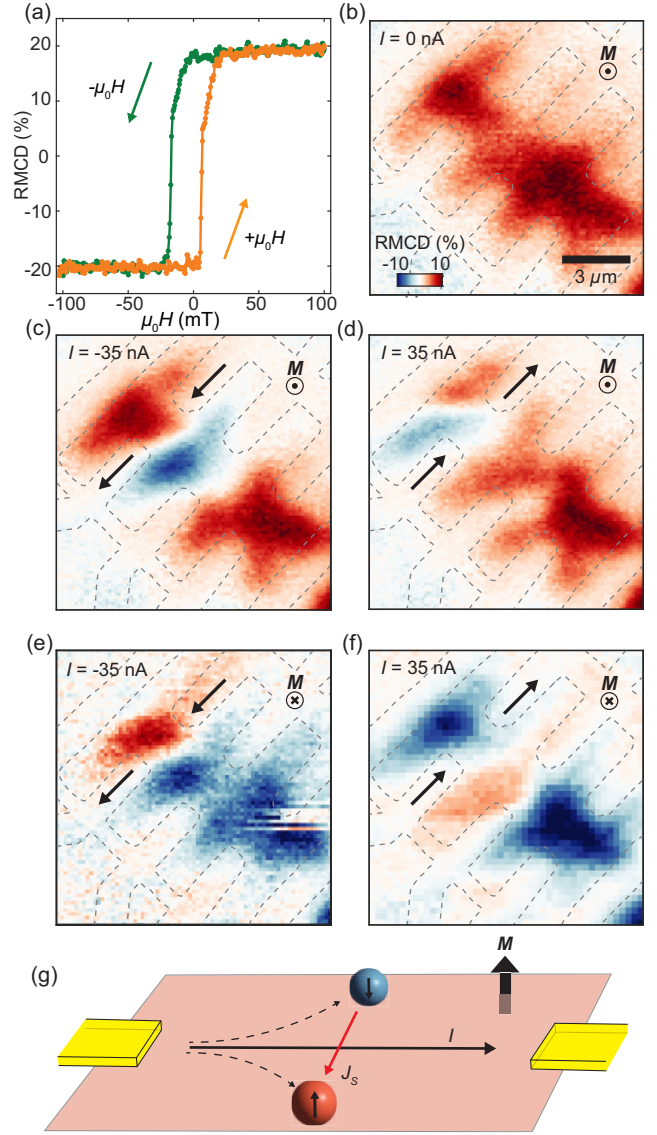 (a)
20
10
0
-10
-20
RMCD (%)
-μ₀H
+μ₀H
-100
-50
0
50
100
μ₀H (mT)
(b)
I = 0 nA
M
RMCD (%)
-10
10
3 μm
(c)
I = -35 nA
M
(d)
I = 35 nA
M
(e)
I = -35 nA
M
(f)
I = 35 nA
M
(g)
M
I
Jₛ